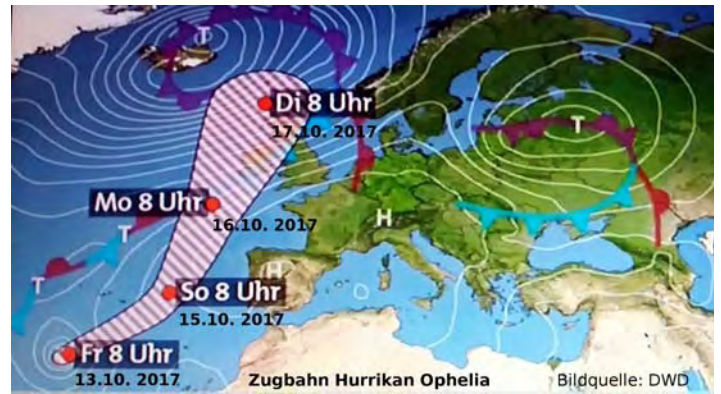 T
Di 8 Uhr
17.10. 2017
T
Mo 8 Uhr
16.10. 2017
T
H
T
H
So 8 Uhr
15.10. 2017
Fr 8 Uhr
13.10. 2017
Zugbahn Hurrikan Ophelia
Bildquelle: DWD